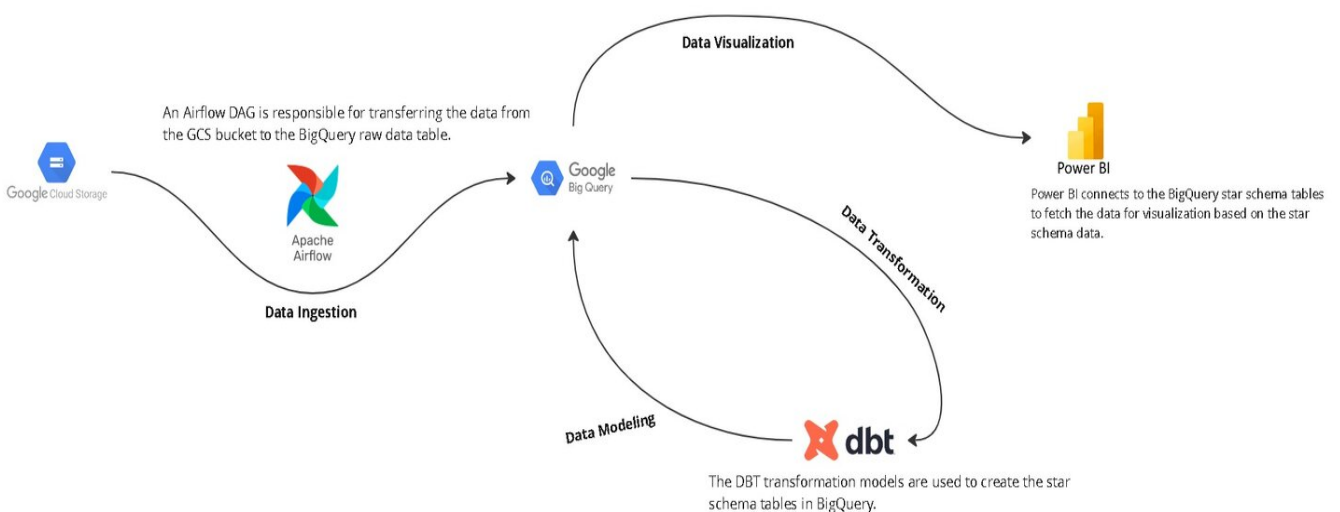 Data Visualization
An Airflow DAG is responsible for transferring the data from
the GCS bucket to the BigQuery raw data table.
Google Cloud Storage
Apache
Airflow
Data Ingestion
Google
Big Query
Power BI
Power BI connects to the BigQuery star schema tables
to fetch the data for visualization based on the star
schema data.
Data Transformation
Data Modeling
dbt
The DBT transformation models are used to create the star
schema tables in BigQuery.